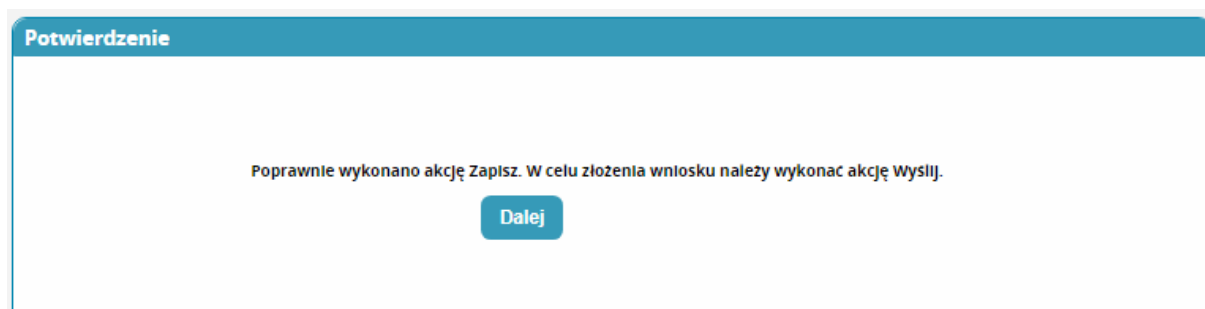 Potwierdzenie
Poprawnie wykonano akcję Zapisz. W celu złożenia wniosku należy wykonać akcję Wyślij.
Dalej